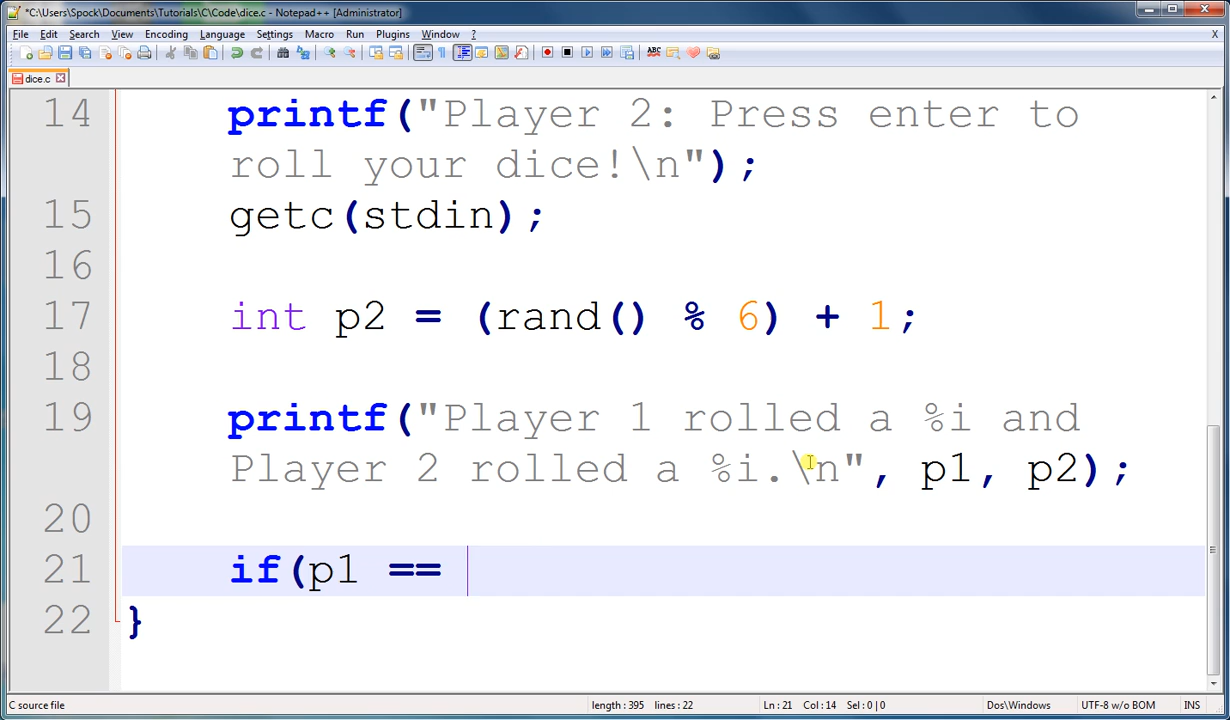 *C:\Users\Spock\Documents\Tutorials\C\Code\dice.c - Notepad++ [Administrator]
File Edit Search View Encoding Language Settings Macro Run Plugins Window ? X
dice.c
14 printf("Player 2: Press enter to
roll your dice!\n");
15 getc(stdin);
16
17 int p2 = (rand() % 6) + 1;
18
19 printf("Player 1 rolled a %i and
Player 2 rolled a %i.\n", p1, p2);
20
21 if(p1 ==
22 }
C source file length : 395 lines : 22 Ln : 21 Col : 14 Sel : 0 | 0 Dos\Windows UTF-8 w/o BOM INS